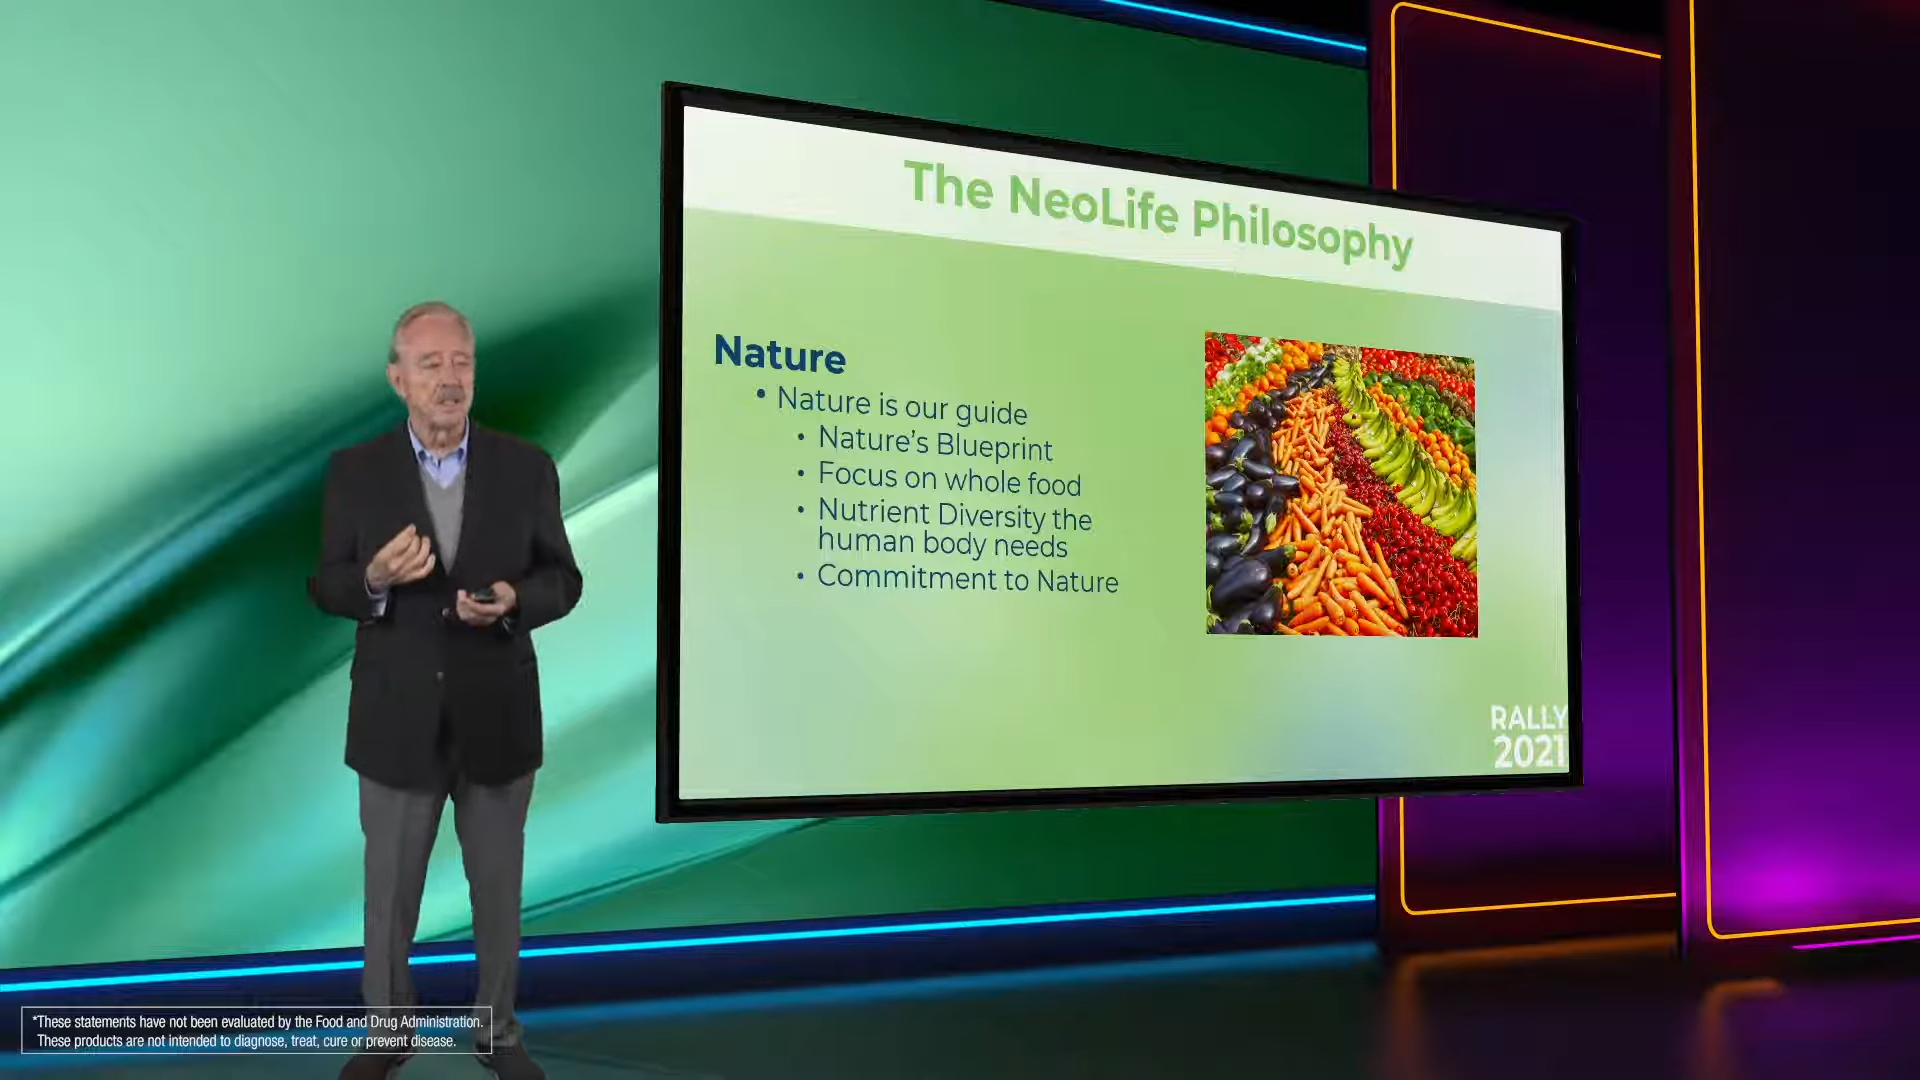 The NeoLife Philosophy
Nature
• Nature is our guide
• Nature's Blueprint
• Focus on whole food
• Nutrient Diversity the
human body needs
• Commitment to Nature
RALLY
2021
*These statements have not been evaluated by the Food and Drug Administration.
These products are not intended to diagnose, treat, cure or prevent disease.